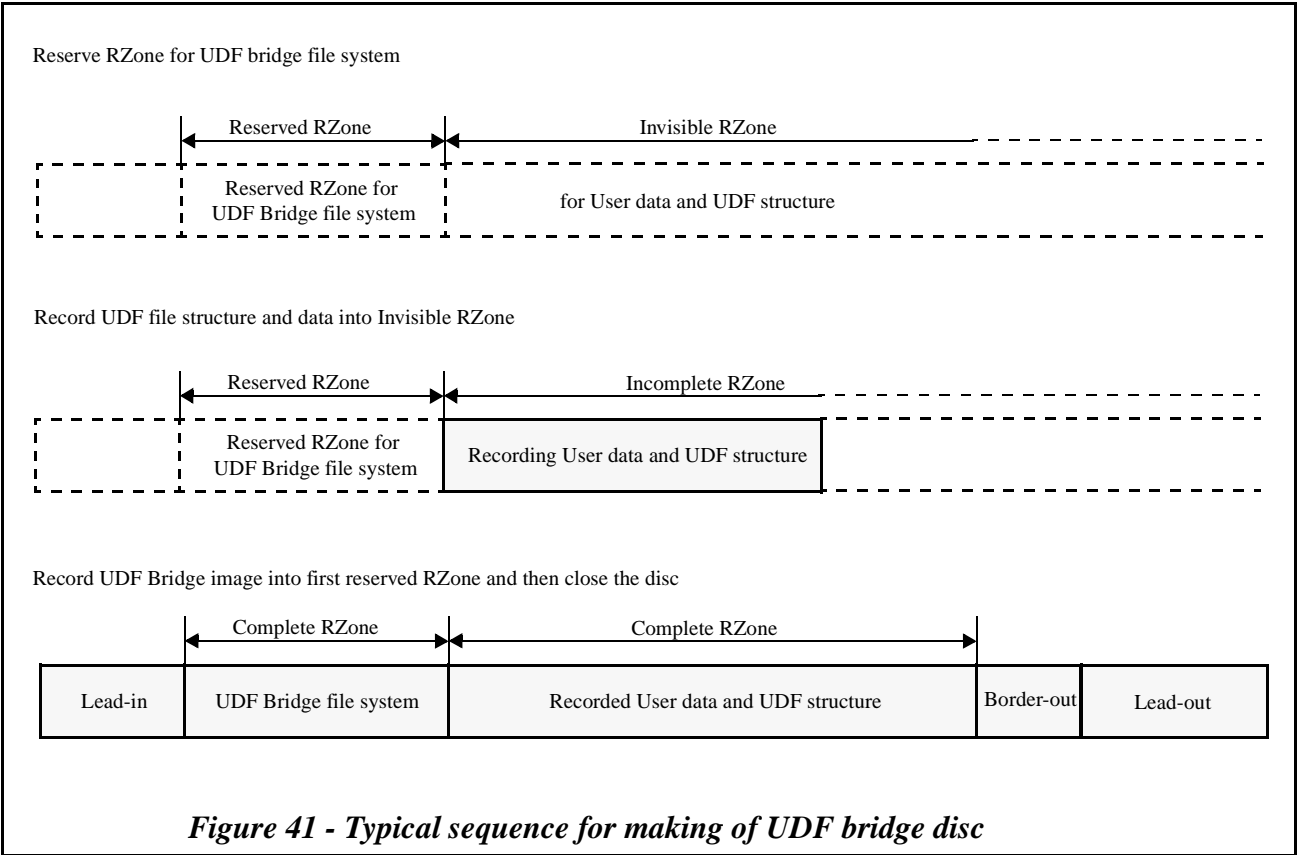 Reserve RZone for UDF bridge file system
Reserved RZone
Invisible RZone
Reserved RZone for
UDF Bridge file system
for User data and UDF structure
Record UDF file structure and data into Invisible RZone
Reserved RZone
Incomplete RZone
Reserved RZone for
UDF Bridge file system
Recording User data and UDF structure
Record UDF Bridge image into first reserved RZone and then close the disc
Complete RZone
Complete RZone
Lead-in
UDF Bridge file system
Recorded User data and UDF structure
Border-out
Lead-out
Figure 41 - Typical sequence for making of UDF bridge disc